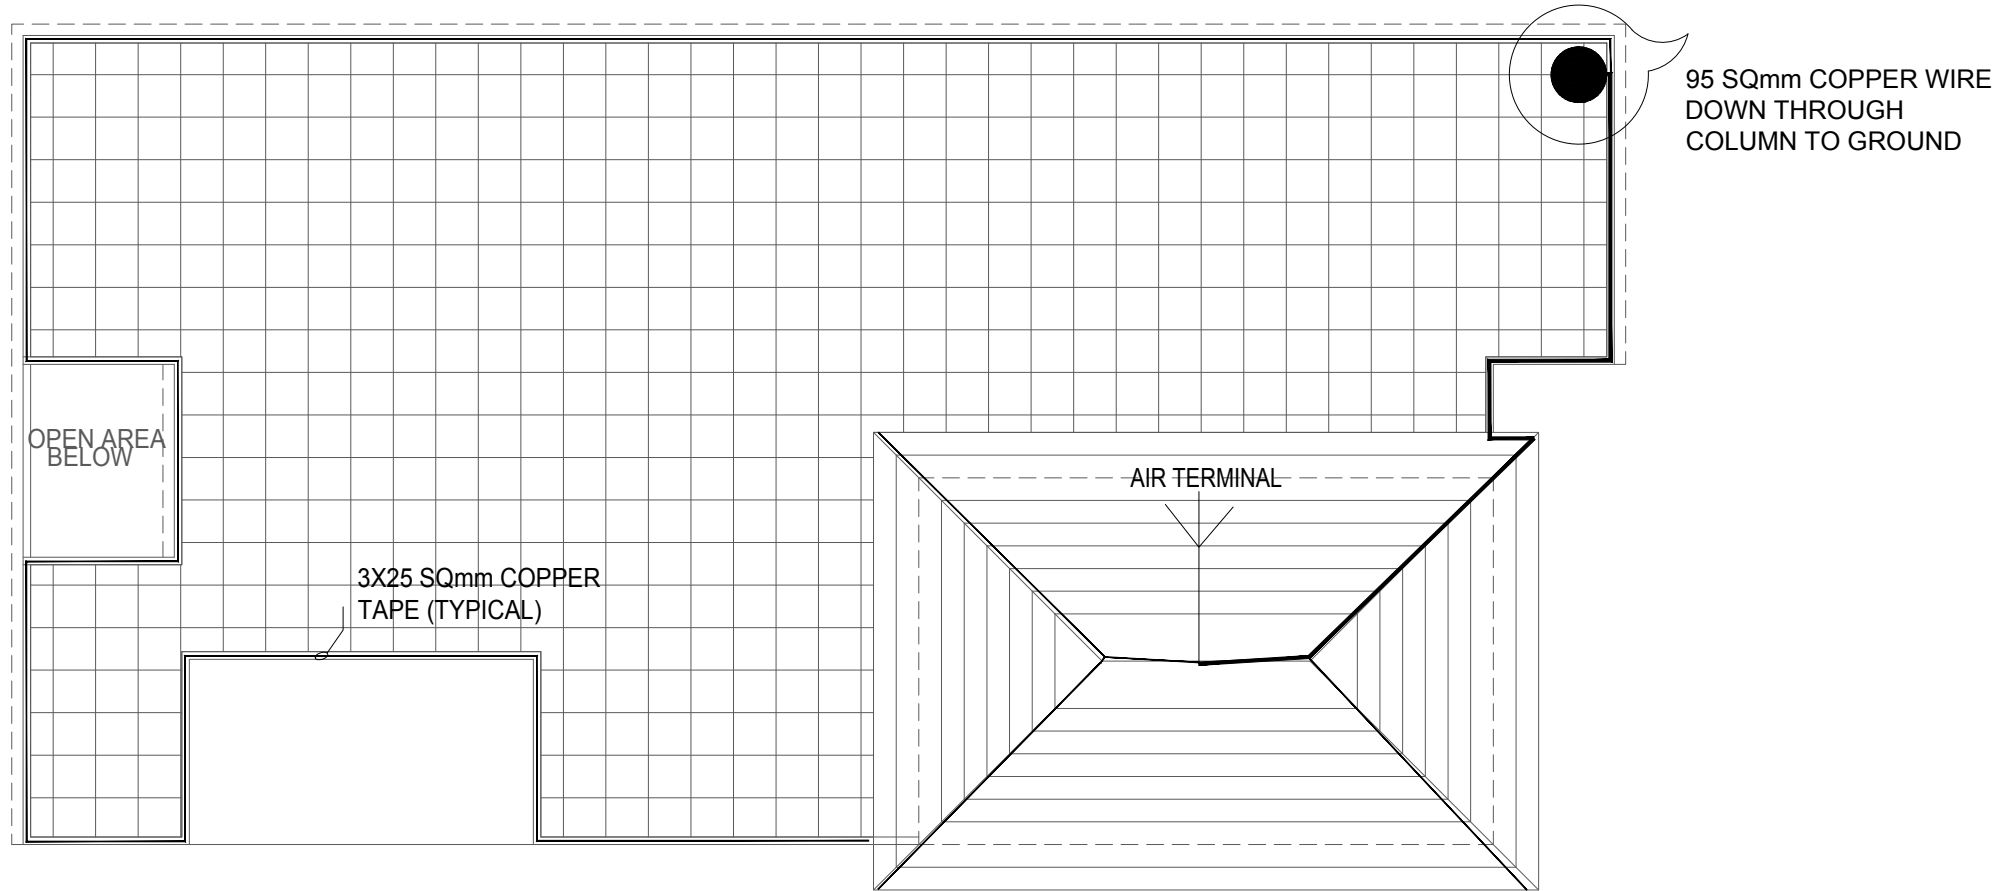 95 SQmm COPPER WIRE
DOWN THROUGH
COLUMN TO GROUND
OPEN AREA
BELOW
AIR TERMINAL
3X25 SQmm COPPER
TAPE (TYPICAL)